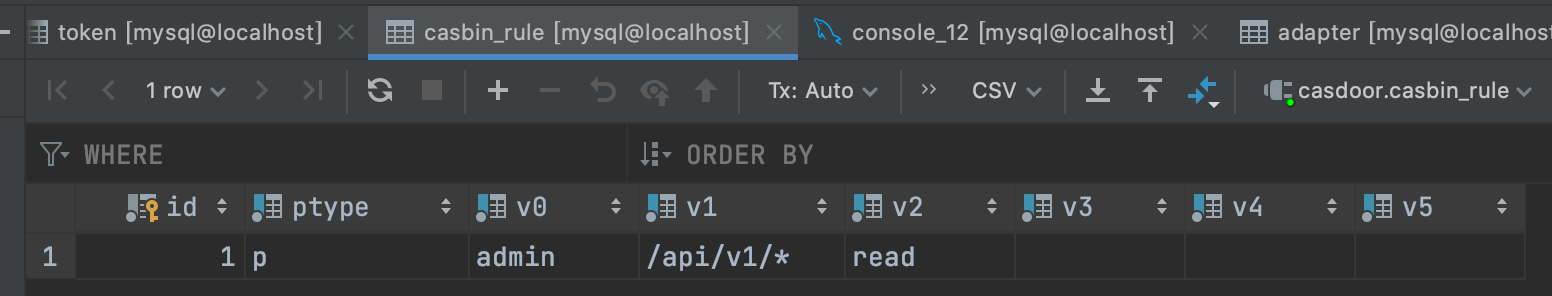 token [mysql@localhost] casbin_rule [mysql@localhost] console_12 [mysql@localhost] adapter [mysql@localhost
1 row Tx: Auto CSV casdoor.casbin_rule
WHERE ORDER BY
id ptype v0 v1 v2 v3 v4 v5
1 1 p admin /api/v1/* read